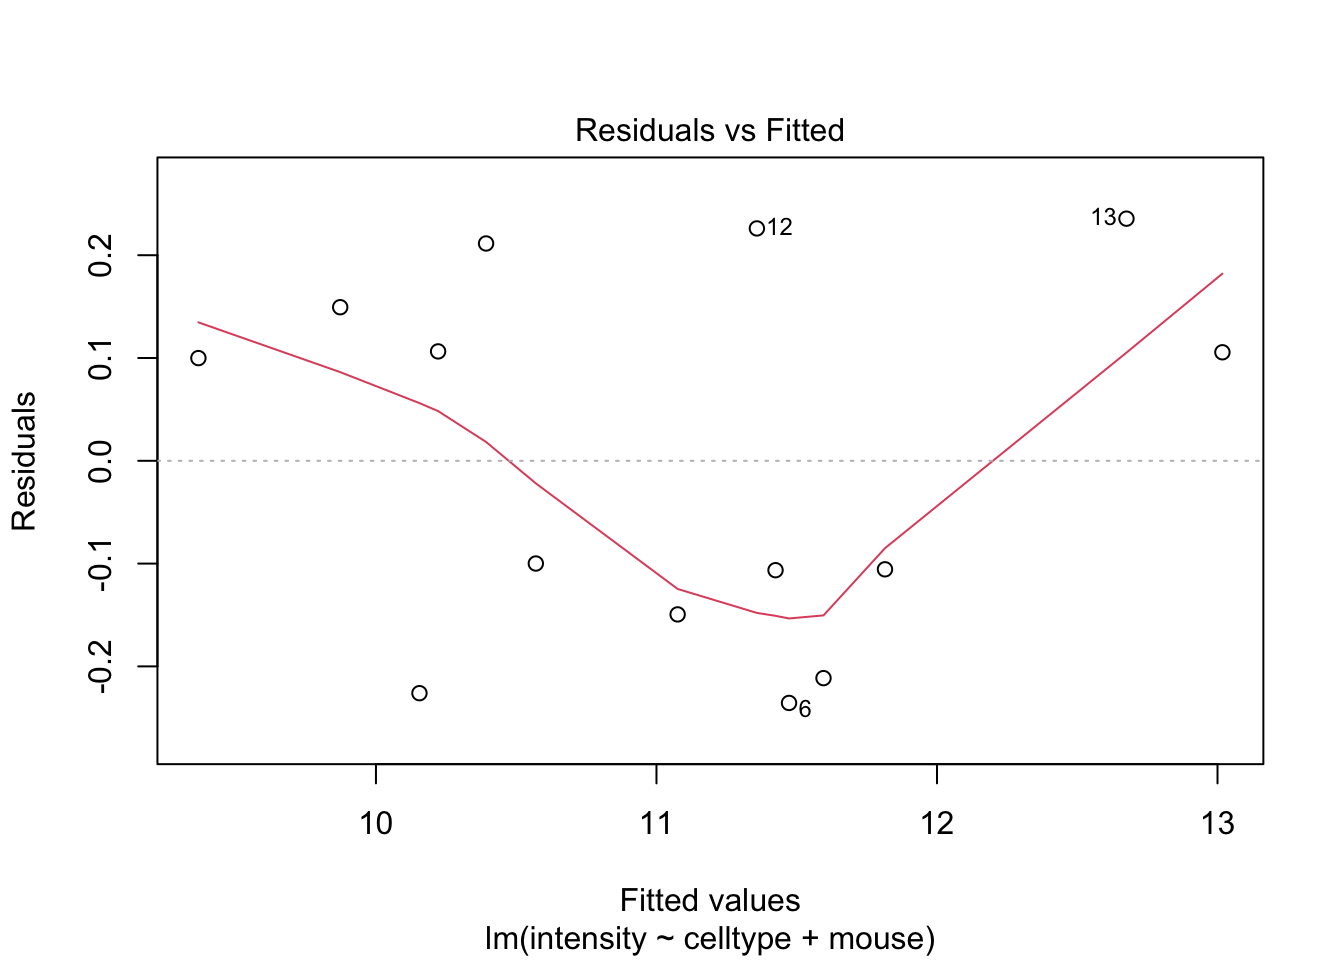 Residuals vs Fitted
12
13
6
0.2
0.1
0.0
-0.1
-0.2
Residuals
10 11 12 13
Fitted values
lm(intensity ~ celltype + mouse)